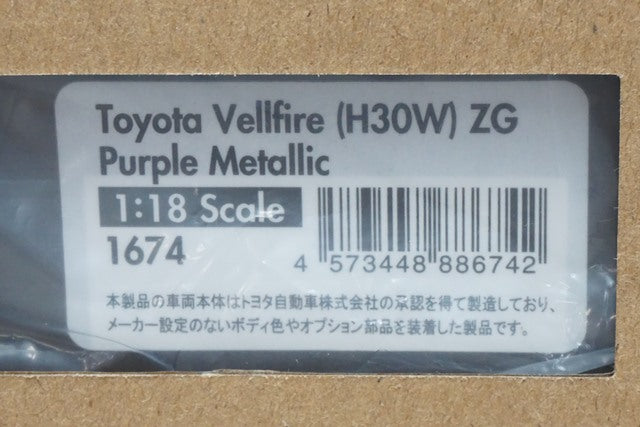 Toyota Vellfire (H30W) ZG
Purple Metallic
1:18 Scale
1674
4 573448 886742
本製品の車両本体はトヨタ自動車株式会社の承認を得て製造しており、
メーカー設定のないボディ色やオプション部品を装着した製品です。